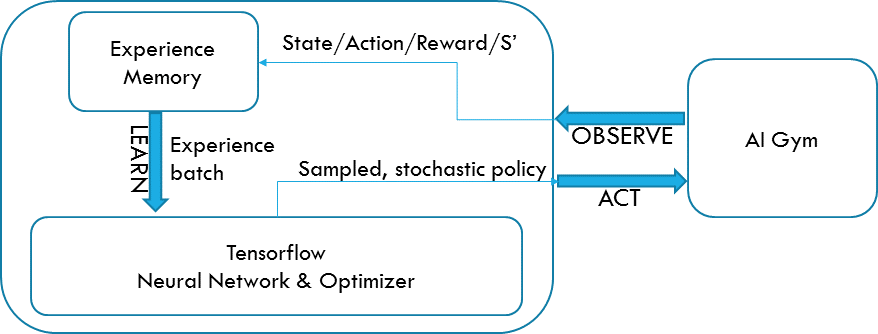 Experience
Memory
State/Action/Reward/S’
LEARN
Experience
batch
OBSERVE
AI Gym
Sampled, stochastic policy
ACT
Tensorflow
Neural Network & Optimizer